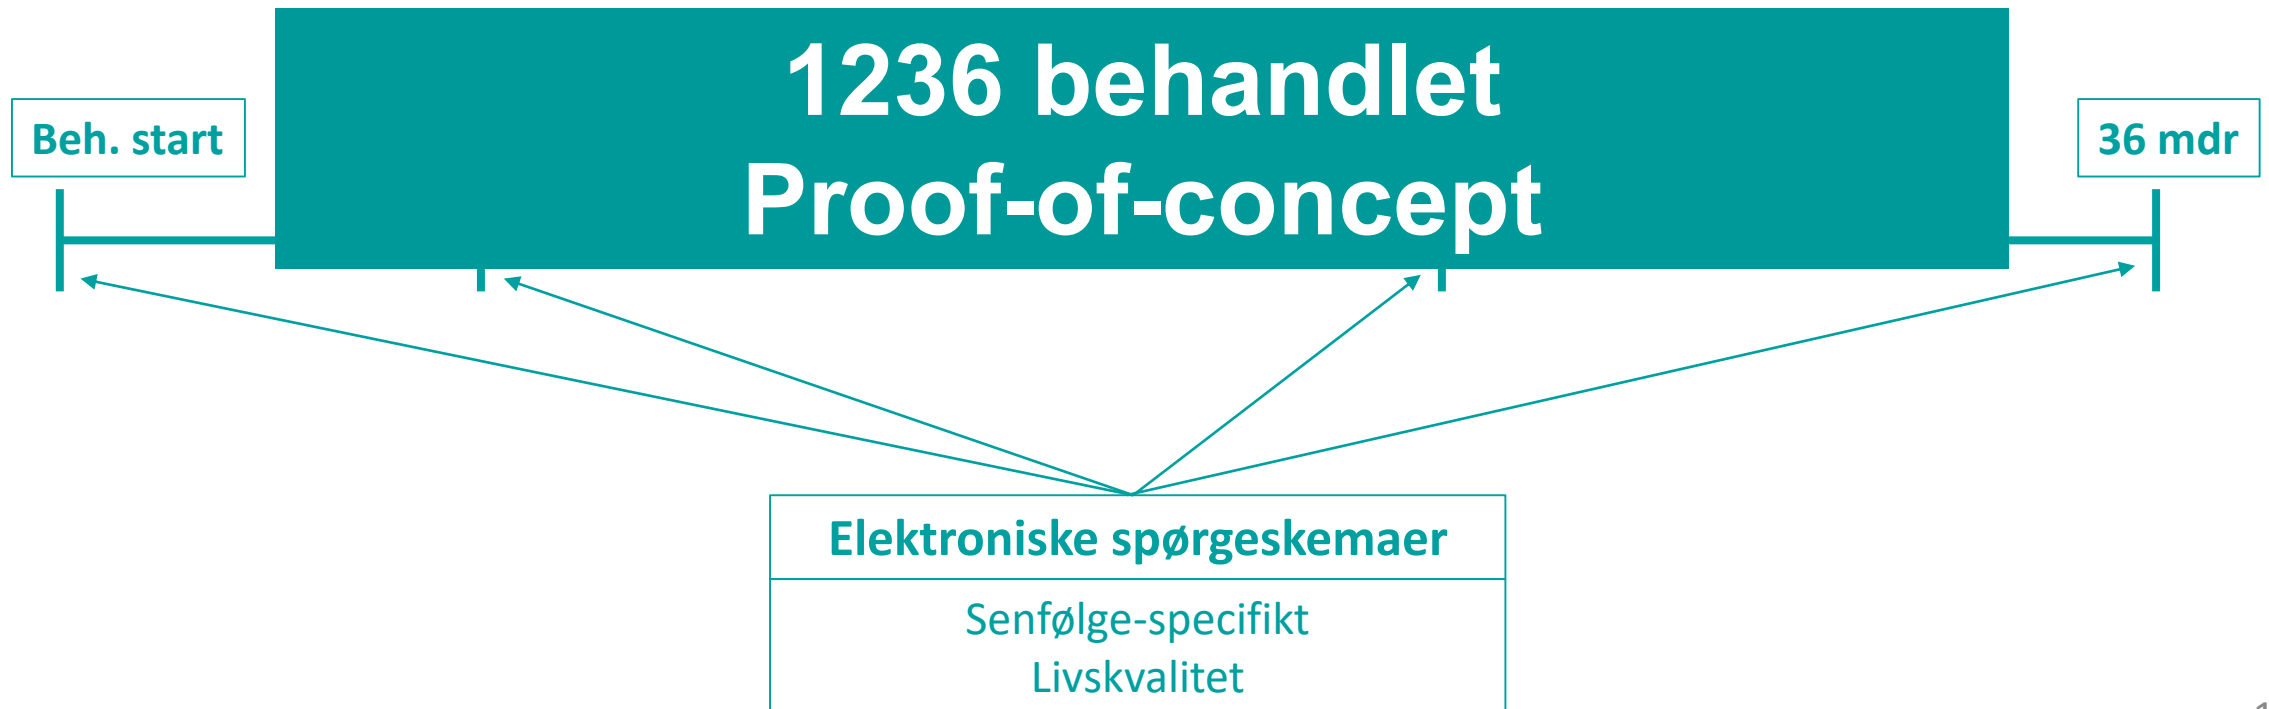 1236 behandlet
Proof-of-concept
Beh. start
36 mdr
Elektroniske spørgeskemaer
Senfølge-specifikt
Livskvalitet